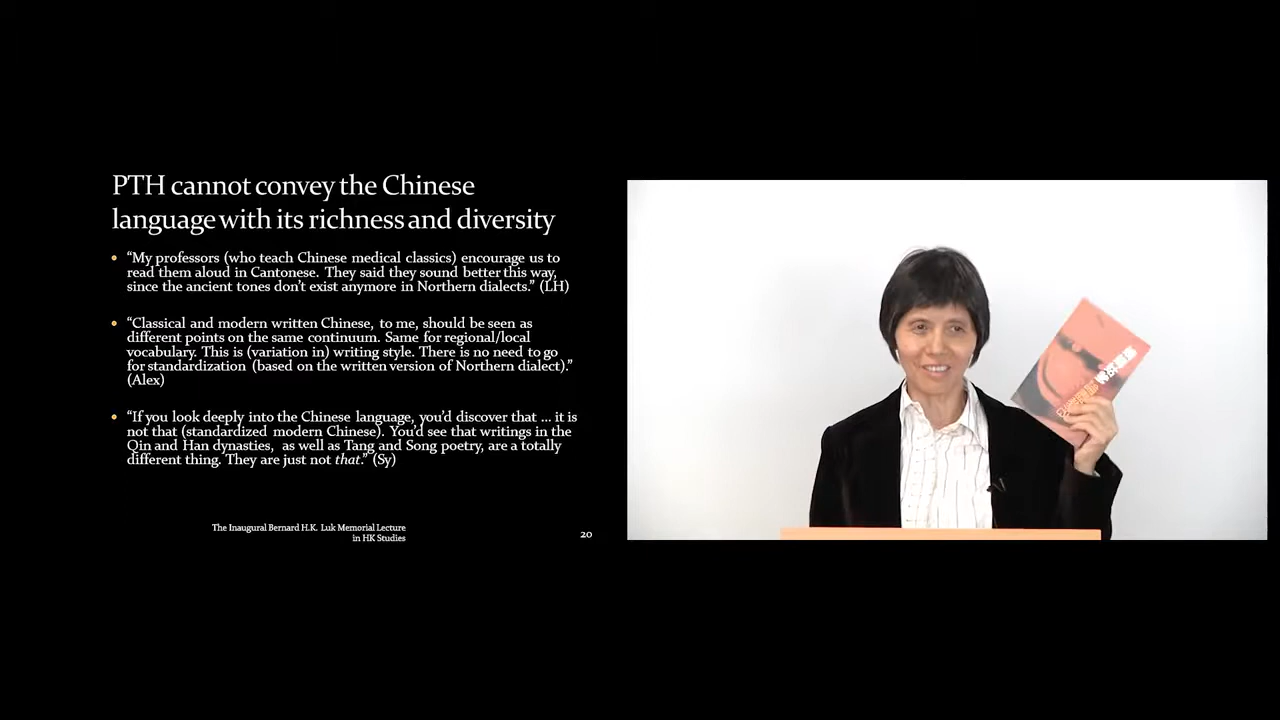 PTH cannot convey the Chinese
language with its richness and diversity
• “My professors (who teach Chinese medical classics) encourage us to
read them aloud in Cantonese. They said they sound better this way,
since the ancient tones don’t exist anymore in Northern dialects.” (LH)
• “Classical and modern written Chinese, to me, should be seen as
different points on the same continuum. Same for regional/local
vocabulary. This is (variation in) writing style. There is no need to go
for standardization (based on the written version of Northern dialect).”
(Alex)
• “If you look deeply into the Chinese language, you’d discover that ... it is
not that (standardized modern Chinese). You’d see that writings in the
Qin and Han dynasties, as well as Tang and Song poetry, are a totally
different thing. They are just not that.” (Sy)
The Inaugural Bernard H.K. Luk Memorial Lecture
in HK Studies
20